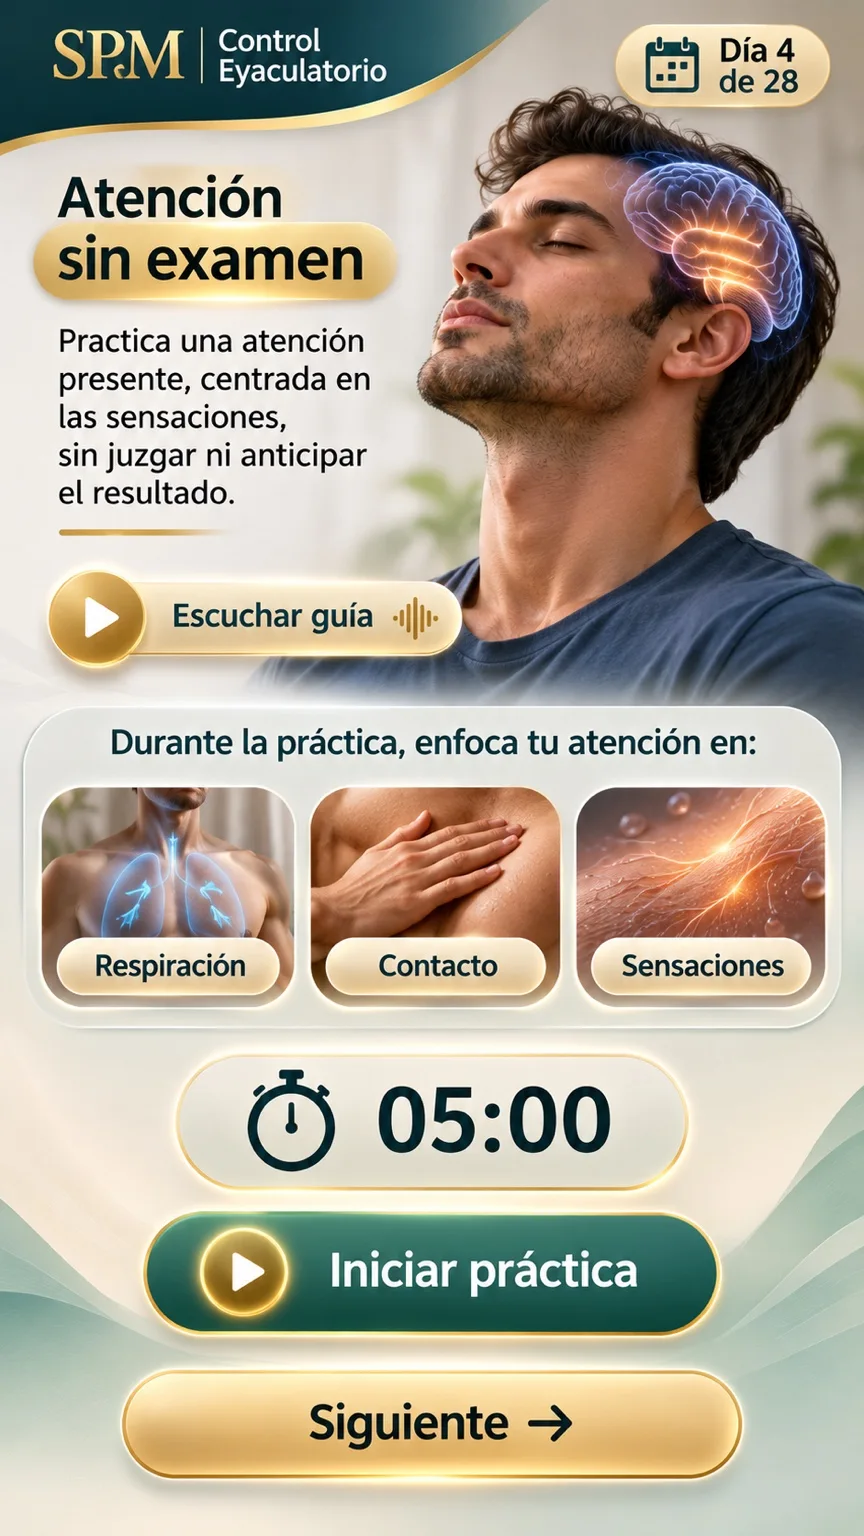 SPM
Control
Eyaculatorio
Día 4
de 28
Atención
sin examen
Practica una atención
presente, centrada en
las sensaciones,
sin juzgar ni anticipar
el resultado.
Escuchar guía
Durante la práctica, enfoca tu atención en:
Respiración
Contacto
Sensaciones
05:00
Iniciar práctica
Siguiente →